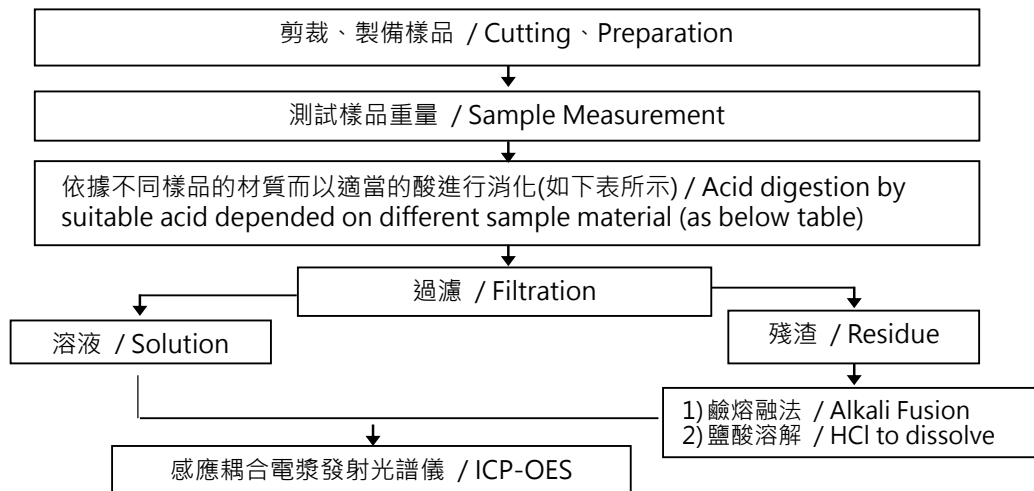 剪裁、製備樣品 / Cutting、Preparation
測試樣品重量 / Sample Measurement
依據不同樣品的材質而以適當的酸進行消化(如下表所示) / Acid digestion by
suitable acid depended on different sample material (as below table)
過濾 / Filtration
溶液 / Solution
殘渣 / Residue
1) 鹼熔融法 / Alkali Fusion
2) 鹽酸溶解 / HCl to dissolve
感應耦合電漿發射光譜儀 / ICP-OES